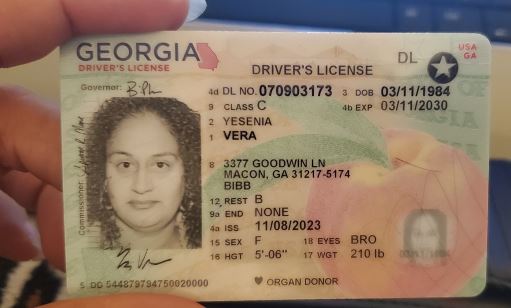 GEORGIA
USA
GA
DRIVER'S LICENSE
DRIVER'S LICENSE DL
Governor:
4d DL NO. 070903173 3 DOB 03/11/1984
9 CLASS C 4b EXP 03/11/2030
2 YESENIA
1 VERA
8 3377 GOODWIN LN
MACON, GA 31217-5174
BIBB
12 REST B
9a END NONE
4a ISS 11/08/2023
15 SEX F 18 EYES BRO
16 HGT 5'-06" 17 WGT 210 lb
Commissioner:
5 DD 544879794750020000
ORGAN DONOR